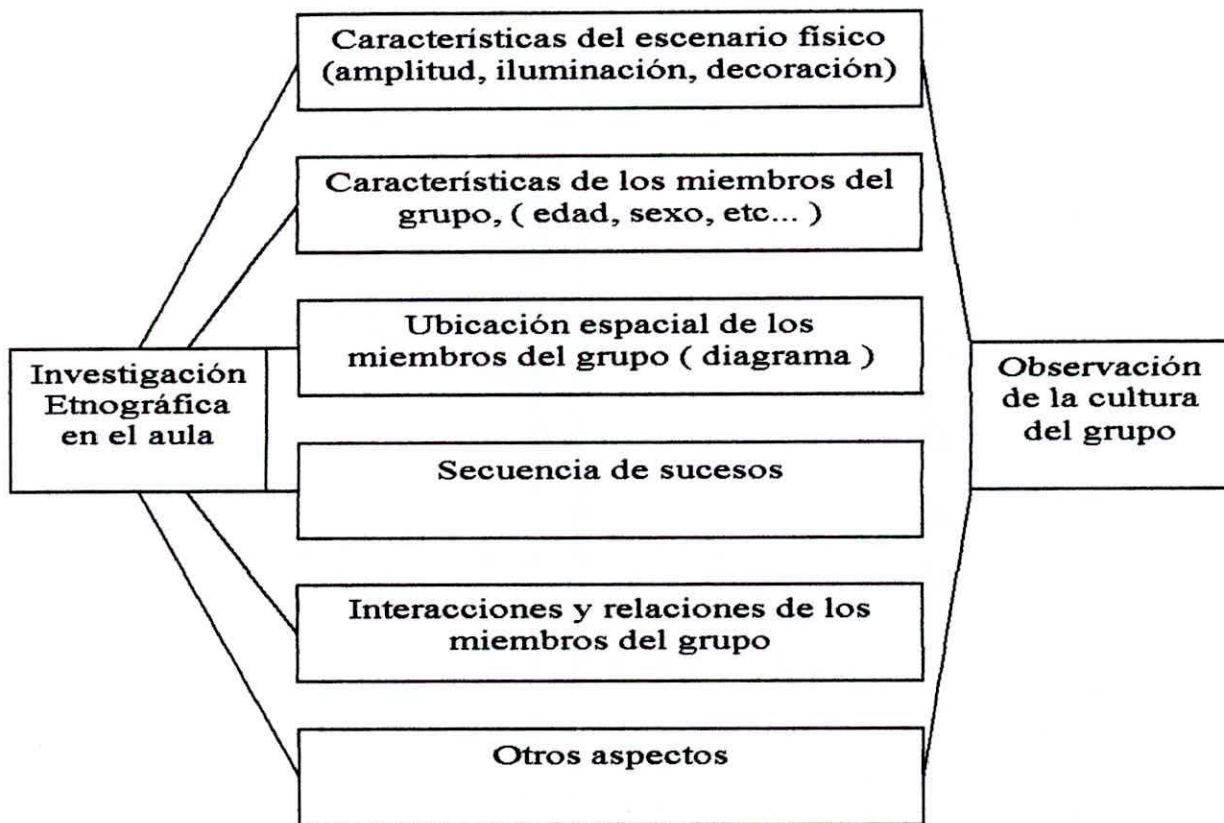 Características del escenario físico
(amplitud, iluminación, decoración)
Características de los miembros del
grupo, ( edad, sexo, etc... )
Ubicación espacial de los
miembros del grupo ( diagrama )
Investigación
Etnográfica
en el aula
Observación
de la cultura
del grupo
Secuencia de sucesos
Interacciones y relaciones de los
miembros del grupo
Otros aspectos